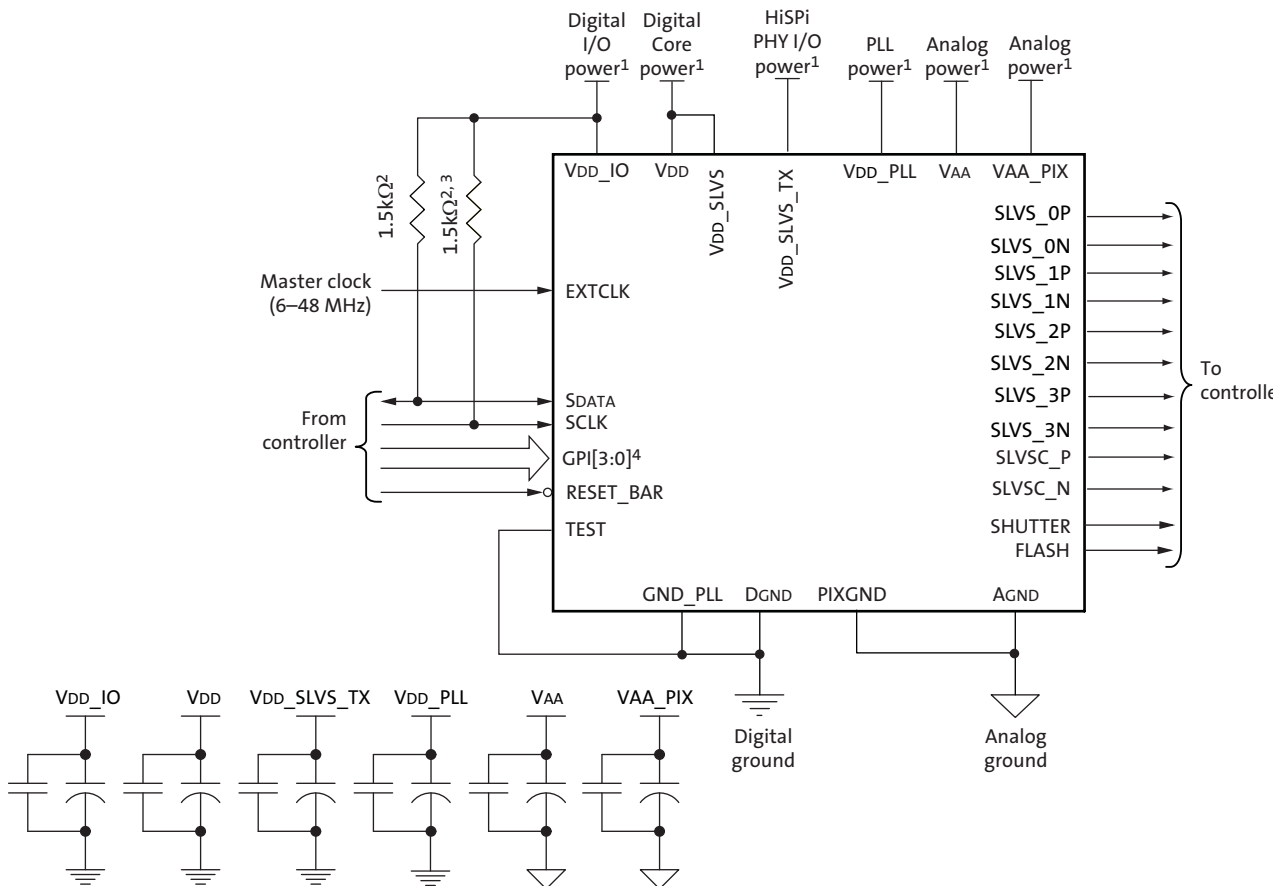 Digital
I/O
power1
Digital
Core
power1
HiSPi
PHY I/O
power1
PLL
power1
Analog
power1
Analog
power1
1.5kΩ2
1.5kΩ2, 3
VDD_IO
VDD
VDD_SLVS
VDD_SLVS_TX
VDD_PLL
VAA
VAA_PIX
Master clock
(6–48 MHz)
EXTCLK
From
controller
SDATA
SCLK
GPI[3:0]4
RESET_BAR
TEST
SLVS_0P
SLVS_0N
SLVS_1P
SLVS_1N
SLVS_2P
SLVS_2N
SLVS_3P
SLVS_3N
SLVSC_P
SLVSC_N
SHUTTER
FLASH
To
controlle
GND_PLL
DGND
PIXGND
AGND
Digital
ground
Analog
ground
VDD_IO
VDD
VDD_SLVS_TX
VDD_PLL
VAA
VAA_PIX